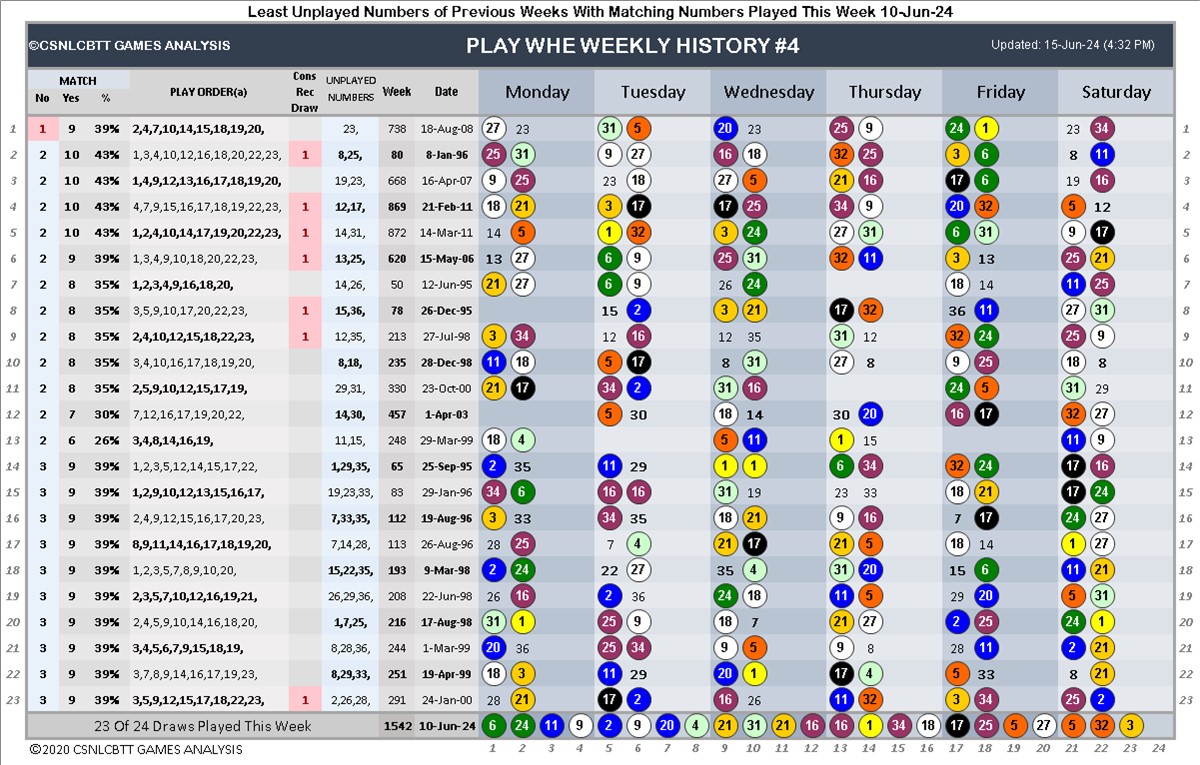 Least Unplayed Numbers of Previous Weeks With Matching Numbers Played This Week 10-Jun-24
©CSNLCBTT GAMES ANALYSIS PLAY WHE WEEKLY HISTORY #4 Updated: 15-Jun-24 (4:32 PM)
MATCH PLAY ORDER(a) Cons Rec Draw UNPLAYED NUMBERS Week Date Monday Tuesday Wednesday Thursday Friday Saturday
No Yes %
1 1 9 39% 2,4,7,10,14,15,18,19,20, 23, 738 18-Aug-08 27 23 31 5 20 23 25 9 24 1 23 34 1
2 2 10 43% 1,3,4,10,12,16,18,20,22,23, 1 8,25, 80 8-Jan-96 25 31 9 27 16 18 32 25 3 6 8 11 2
3 2 10 43% 1,4,9,12,13,16,17,18,19,20, 19,23, 668 16-Apr-07 9 25 23 18 27 5 21 16 17 6 19 16 3
4 2 10 43% 4,7,9,15,16,17,18,19,20,23, 1 12,17, 869 21-Feb-11 18 21 3 17 17 25 34 9 20 32 5 12 4
5 2 10 43% 1,2,4,10,14,17,19,20,22,23, 1 14,31, 872 14-Mar-11 14 5 1 32 3 24 27 31 6 31 9 17 5
6 2 9 39% 1,3,4,9,10,18,20,22,23, 1 13,25, 620 15-May-06 13 27 6 9 25 31 32 11 3 13 25 21 6
7 2 8 35% 1,2,3,4,9,16,18,20, 14,26, 50 12-Jun-95 21 27 6 9 26 24 18 14 11 25 7
8 2 8 35% 3,5,9,10,17,20,22,23, 1 15,36, 78 26-Dec-95 15 2 3 21 17 32 36 11 27 31 8
9 2 8 35% 2,4,10,12,15,18,22,23, 1 12,35, 213 27-Jul-98 3 34 12 16 12 35 31 12 32 24 25 9 9
10 2 8 35% 3,4,10,16,17,18,19,20, 8,18, 235 28-Dec-98 11 18 5 17 8 31 27 8 9 25 18 8 10
11 2 8 35% 2,5,9,10,12,15,17,19, 29,31, 330 23-Oct-00 21 17 34 2 31 16 24 5 31 29 11
12 2 7 30% 7,12,16,17,19,20,22, 14,30, 457 1-Apr-03 5 30 18 14 30 20 16 17 32 27 12
13 2 6 26% 3,4,8,14,16,19, 11,15, 248 29-Mar-99 18 4 5 11 1 15 11 9 13
14 3 9 39% 1,2,3,5,12,14,15,17,22, 1,29,35, 65 25-Sep-95 2 35 11 29 1 1 6 34 32 24 17 16 14
15 3 9 39% 1,2,9,10,12,13,15,16,17, 19,23,33, 83 29-Jan-96 34 6 16 16 31 19 23 33 18 21 17 24 15
16 3 9 39% 2,4,9,12,15,16,17,20,23, 7,33,35, 112 19-Aug-96 3 33 34 35 18 21 9 16 7 17 24 27 16
17 3 9 39% 8,9,11,14,16,17,18,19,20, 7,14,28, 113 26-Aug-96 28 25 7 4 21 17 21 5 18 14 1 27 17
18 3 9 39% 1,2,5,7,7,8,9,10,20, 15,22,35, 193 9-Mar-98 2 24 22 27 35 4 31 20 15 6 11 21 18
19 3 9 39% 2,3,5,7,10,12,16,19,21, 26,29,36, 208 22-Jun-98 26 16 2 36 24 18 11 5 29 20 5 31 19
20 3 9 39% 2,4,5,9,10,14,16,18,20, 1,7,25, 216 17-Aug-98 31 1 25 9 18 7 21 27 2 25 24 1 20
21 3 9 39% 3,4,5,6,7,9,15,18,19, 8,28,36, 244 1-Mar-99 20 36 25 34 9 5 9 8 28 11 2 21 21
22 3 9 39% 3,7,8,9,14,16,17,19,23, 8,29,33, 251 19-Apr-99 18 3 11 29 20 1 17 4 5 33 8 21 22
23 3 9 39% 3,5,9,12,15,17,18,22,23, 1 2,26,28, 291 24-Jan-00 28 21 17 2 16 26 11 32 3 34 25 2 23
23 Of 24 Draws Played This Week 1542 10-Jun-24 6 24 11 9 2 9 20 4 21 31 21 16 16 1 34 18 17 25 5 27 5 32 3
©2020 CSNLCBTT GAMES ANALYSIS 1 2 3 4 5 6 7 8 9 10 11 12 13 14 15 16 17 18 19 20 21 22 23 24